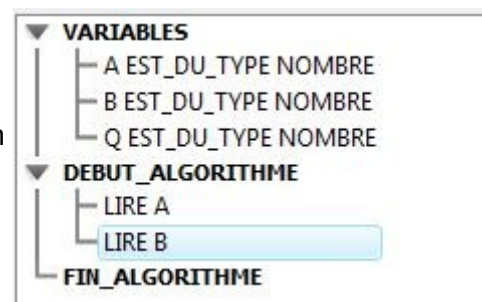 VARIABLES
A EST_DU_TYPE NOMBRE
B EST_DU_TYPE NOMBRE
Q EST_DU_TYPE NOMBRE
DEBUT_ALGORITHME
LIRE A
LIRE B
FIN_ALGORITHME